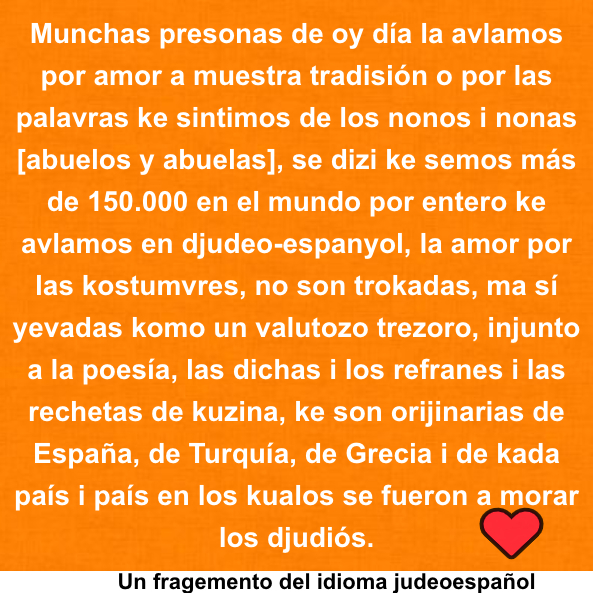 Munchas presonas de oy día la avlamos
por amor a muestra tradisión o por las
palavras ke sintimos de los nonos i nonas
[abuelos y abuelas], se dizi ke semos más
de 150.000 en el mundo por entero ke
avlamos en djudeo-espanyol, la amor por
las kostumvres, no son trokadas, ma sí
yevadas komo un valutozo trezoro, injunto
a la poesía, las dichas i los refranes i las
rechetas de kuzina, ke son orijinarias de
España, de Turquía, de Grecia i de kada
país i país en los kualos se fueron a morar
los djudiós.
Un fragemento del idioma judeoespañol